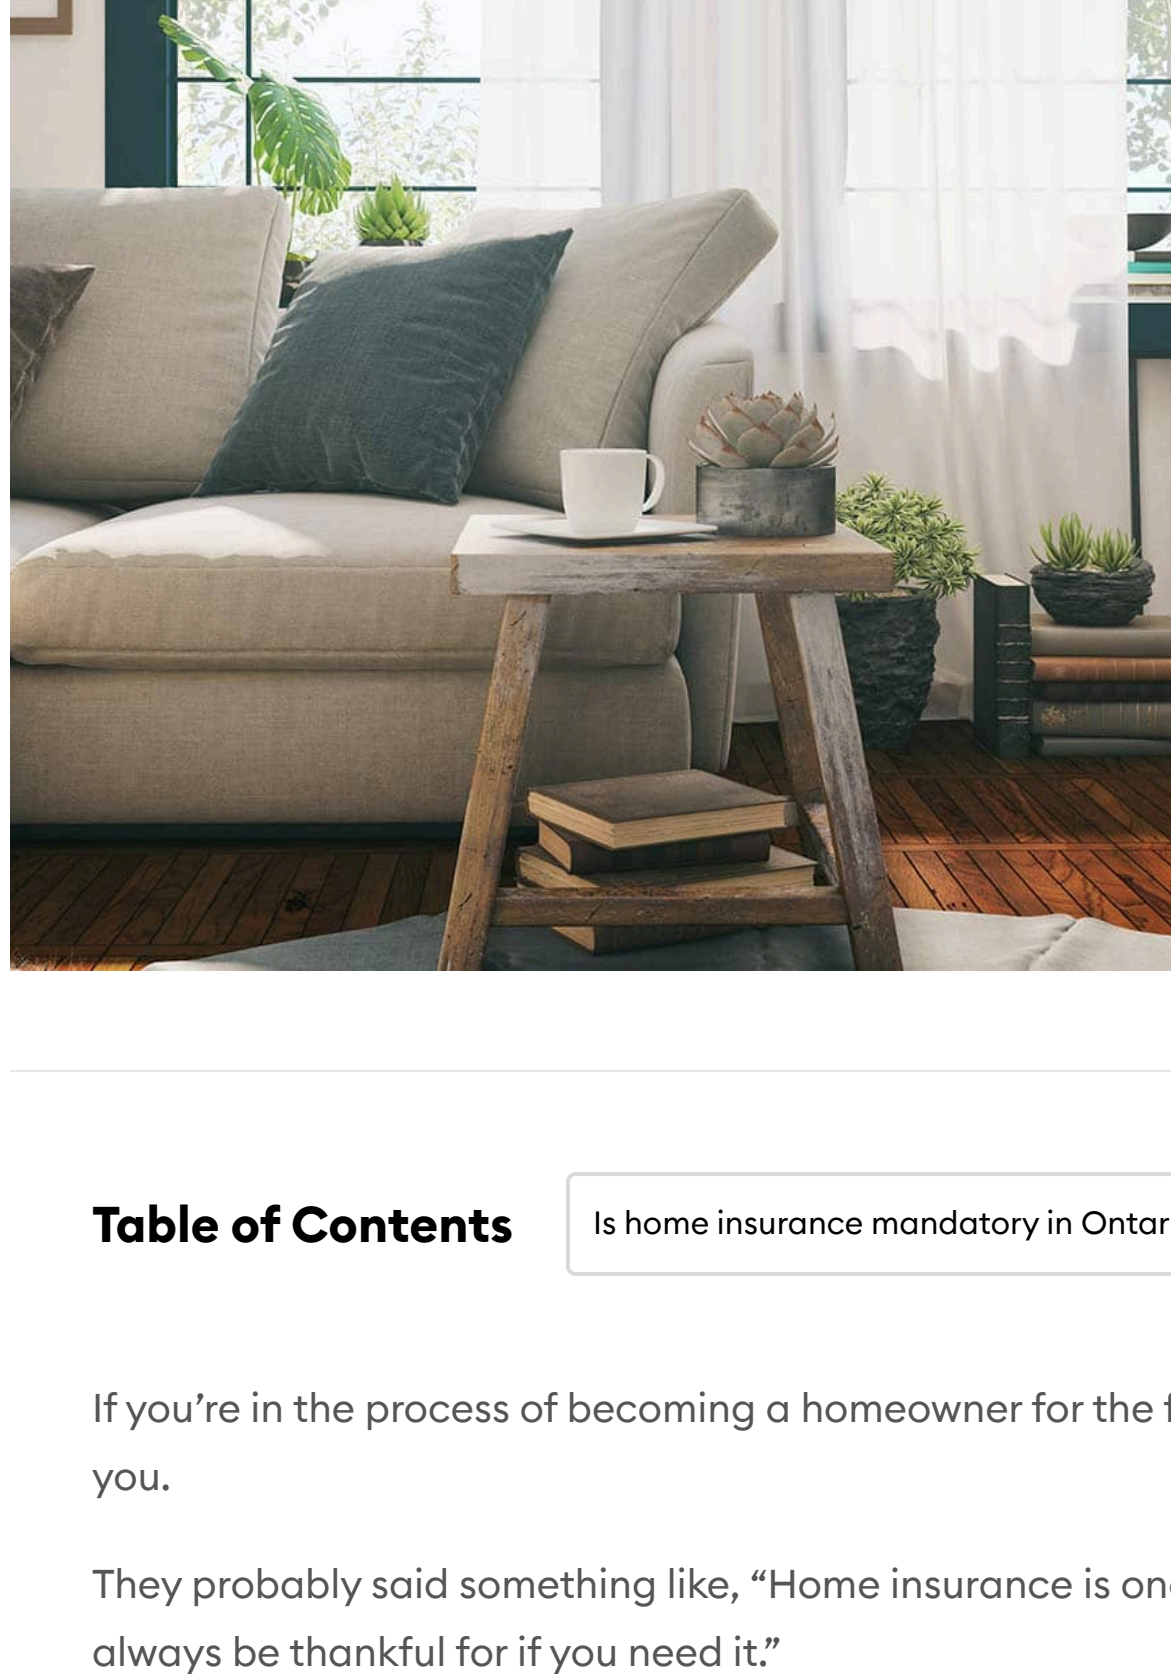 Table of Contents
Is home insurance mandatory in Ontar
If you’re in the process of becoming a homeowner for the
you.
They probably said something like, “Home insurance is
always be thankful for if you need it.”